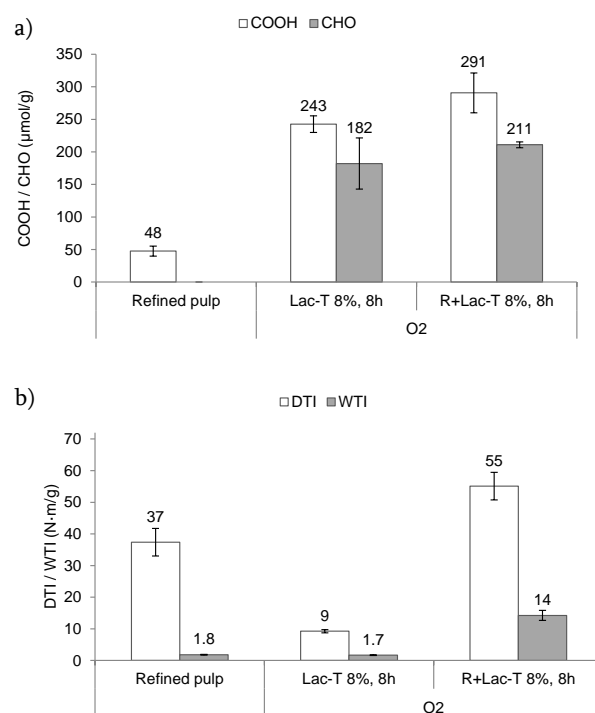 a)
COOH CHO
COOH / CHO (µmol/g)
350
300
250
200
150
100
50
0
48
243
182
291
211
Refined pulp Lac-T 8%, 8h R+Lac-T 8%, 8h
O2
b)
DTI WTI
DTI / WTI (N·m/g)
70
60
50
40
30
20
10
0
37
1.8
9
1.7
55
14
Refined pulp Lac-T 8%, 8h R+Lac-T 8%, 8h
O2